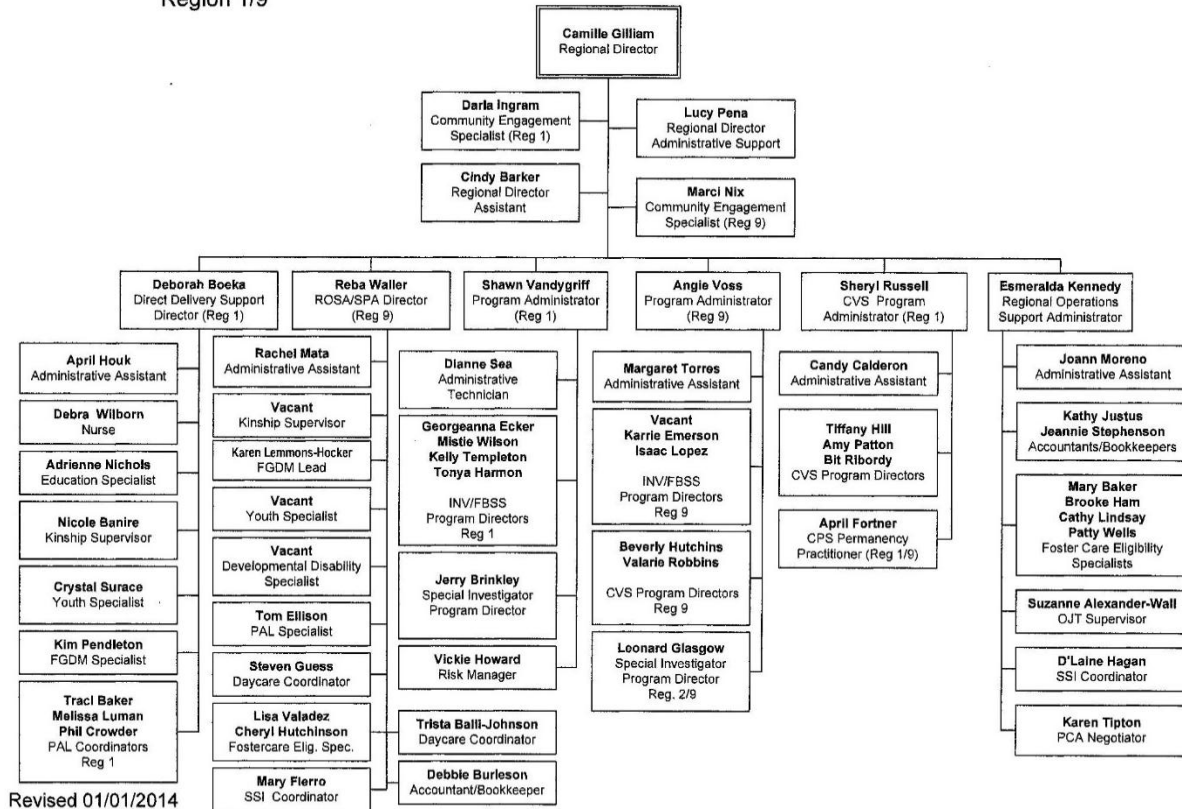 Region 1/9
Camille Gilliam
Regional Director
Darla Ingram
Community Engagement
Specialist (Reg 1)
Lucy Pena
Regional Director
Administrative Support
Cindy Barker
Regional Director
Assistant
Marci Nix
Community Engagement
Specialist (Reg 9)
Deborah Boeka
Direct Delivery Support
Director (Reg 1)
Reba Waller
ROSA/SPA Director
(Reg 9)
Shawn Vandygriff
Program Administrator
(Reg 1)
Angie Voss
Program Administrator
(Reg 9)
Sheryl Russell
CVS Program
Administrator (Reg 1)
Esmeralda Kennedy
Regional Operations
Support Administrator
April Houk
Administrative Assistant
Debra Wilborn
Nurse
Adrienne Nichols
Education Specialist
Nicole Banire
Kinship Supervisor
Crystal Surace
Youth Specialist
Kim Pendleton
FGDM Specialist
Traci Baker
Melissa Luman
Phil Crowder
PAL Coordinators
Reg 1
Rachel Mata
Administrative Assistant
Vacant
Kinship Supervisor
Karen Lemmons-Hocker
FGDM Lead
Vacant
Youth Specialist
Vacant
Developmental Disability
Specialist
Tom Ellison
PAL Specialist
Steven Guess
Daycare Coordinator
Lisa Valadez
Cheryl Hutchinson
Fostercare Elig. Spec.
Mary Fierro
SSI Coordinator
Trista Balli-Johnson
Daycare Coordinator
Debbie Burleson
Accountant/Bookkeeper
Dianne Sea
Administrative
Technician
Georgeanna Ecker
Mistie Wilson
Kelly Templeton
Tonya Harmon
INV/FBSS
Program Directors
Reg 1
Jerry Brinkley
Special Investigator
Program Director
Vickie Howard
Risk Manager
Margaret Torres
Administrative Assistant
Vacant
Karrie Emerson
Isaac Lopez
INV/FBSS
Program Directors
Reg 9
Beverly Hutchins
Valarie Robbins
CVS Program Directors
Reg 9
Leonard Glasgow
Special Investigator
Program Director
Reg. 2/9
Candy Calderon
Administrative Assistant
Tiffany Hill
Amy Patton
Bit Ribordy
CVS Program Directors
April Fortner
CPS Permanency
Practitioner (Reg 1/9)
Joann Moreno
Administrative Assistant
Kathy Justus
Jeannie Stephenson
Accountants/Bookkeepers
Mary Baker
Brooke Ham
Cathy Lindsay
Patty Wells
Foster Care Eligibility
Specialists
Suzanne Alexander-Wall
OJT Supervisor
D'Laine Hagan
SSI Coordinator
Karen Tipton
PCA Negotiator
Revised 01/01/2014